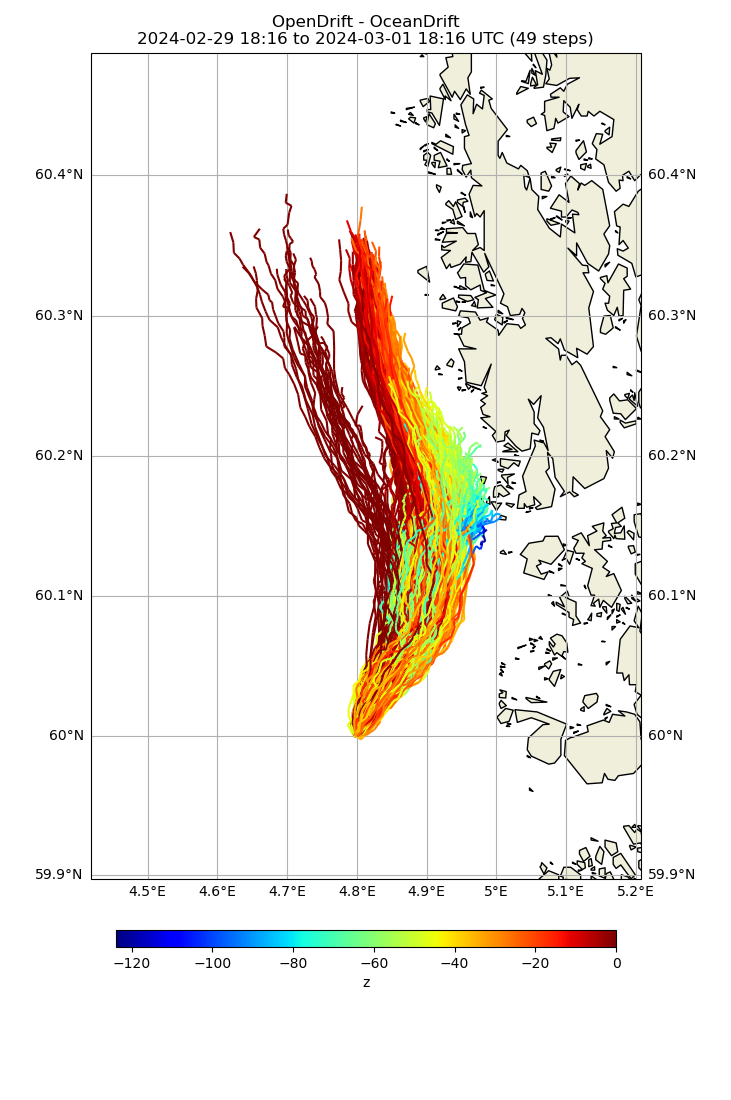 OpenDrift - OceanDrift
2024-02-29 18:16 to 2024-03-01 18:16 UTC (49 steps)
60.4°N 60.4°N
60.3°N 60.3°N
60.2°N 60.2°N
60.1°N 60.1°N
60°N 60°N
59.9°N 59.9°N
4.5°E 4.6°E 4.7°E 4.8°E 4.9°E 5°E 5.1°E 5.2°E
−120 −100 −80 −60 −40 −20 0
z